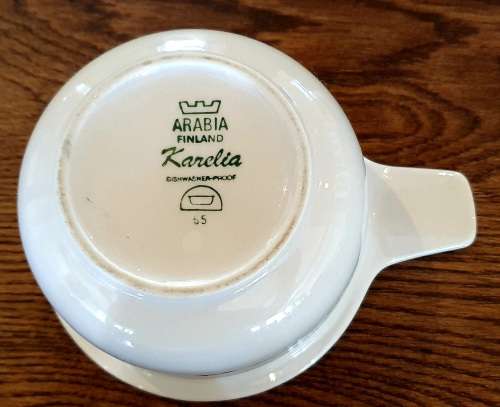 ARABIA
FINLAND
Karelia
DISHWASHER-PROOF